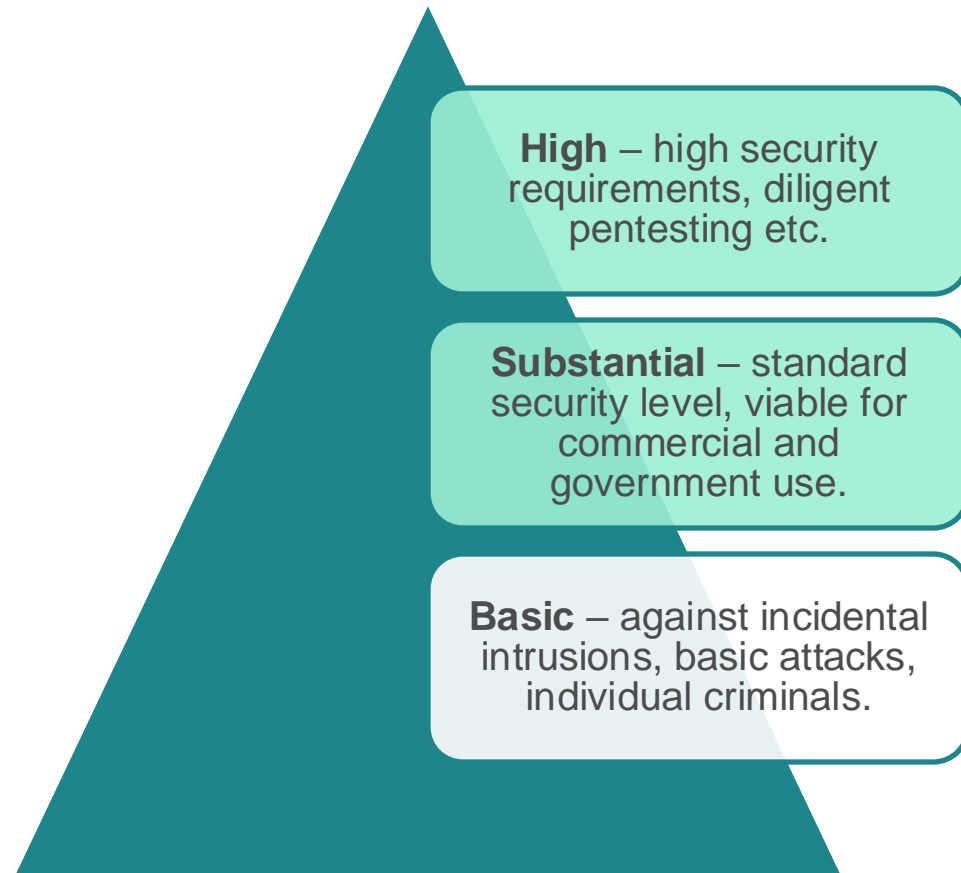 High – high security
requirements, diligent
pentesting etc.
Substantial – standard
security level, viable for
commercial and
government use.
Basic – against incidental
intrusions, basic attacks,
individual criminals.